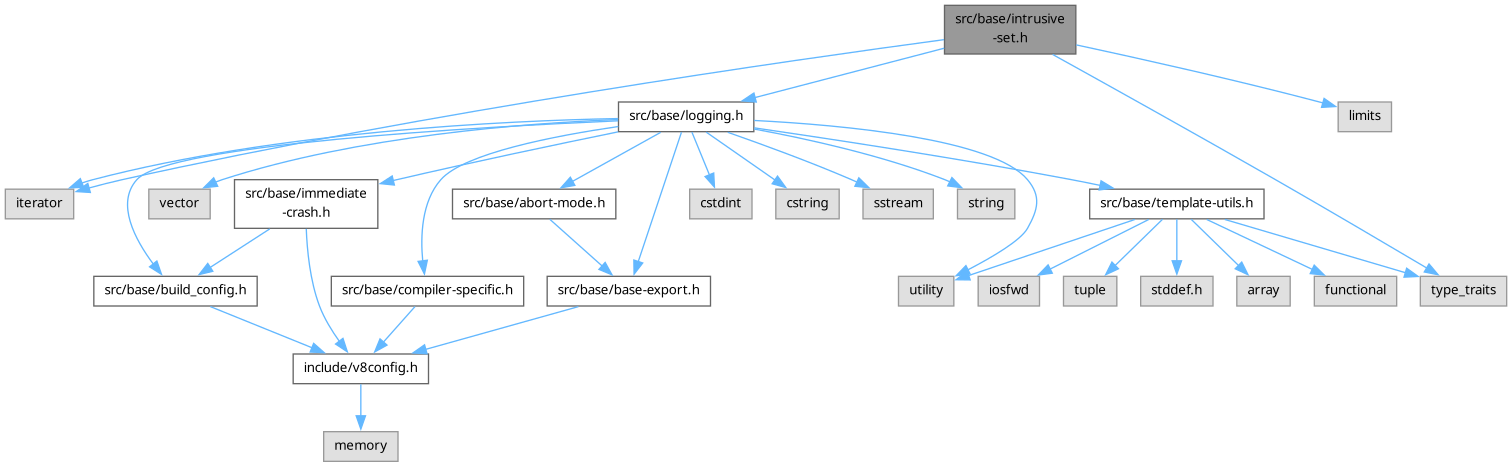 src/base/intrusive
-set.h
src/base/logging.h
limits
iterator
vector
src/base/immediate
-crash.h
src/base/abort-mode.h
cstdint
cstring
sstream
string
src/base/template-utils.h
src/base/build_config.h
src/base/compiler-specific.h
src/base/base-export.h
utility
iosfwd
tuple
stddef.h
array
functional
type_traits
include/v8config.h
memory